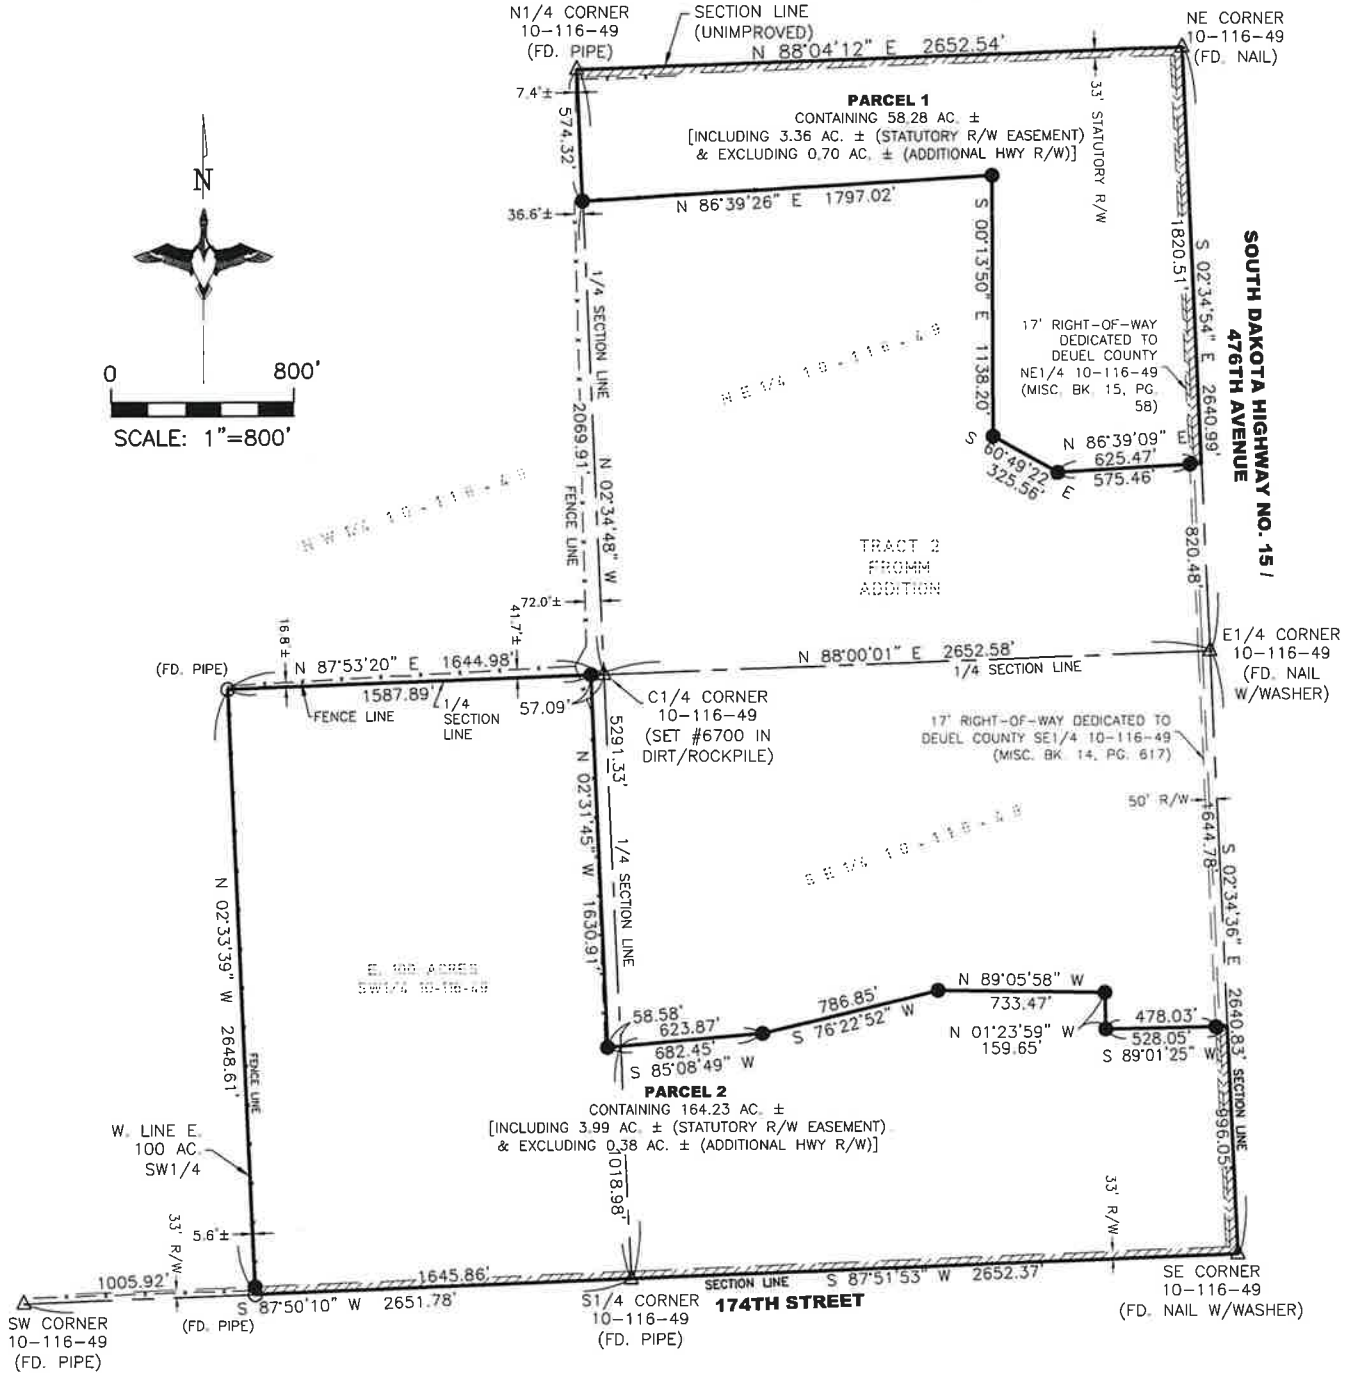 N1/4 CORNER
10-116-49
(FD. PIPE)
SECTION LINE
(UNIMPROVED)
N 88°04'12" E 2652.54'
NE CORNER
10-116-49
(FD. NAIL)
7.4'±
574.32'
PARCEL 1
CONTAINING 58.28 AC. ±
[INCLUDING 3.36 AC. ± (STATUTORY R/W EASEMENT)
& EXCLUDING 0.70 AC. ± (ADDITIONAL HWY R/W)]
33' STATUTORY R/W
N
36.6'±
N 86°39'26" E 1797.02'
S 00°13'50" E 1138.20'
1820.51'
S 02°34'54" E 2640.99'
SOUTH DAKOTA HIGHWAY NO. 15 /
476TH AVENUE
1/4 SECTION LINE
NE1/4 10-116-49
17' RIGHT-OF-WAY
DEDICATED TO
DEUEL COUNTY
NE1/4 10-116-49
(MISC. BK. 15, PG.
58)
0 800'
SCALE: 1"=800'
2069.91'
FENCE LINE
N 02°34'48" W
S 60°49'22" E
325.56'
N 86°39'09" E
625.47'
575.46'
NW1/4 10-116-49
820.48'
TRACT 2
FROMM
ADDITION
72.0'±
41.7'±
16.8'±
(FD. PIPE)
N 87°53'20" E 1644.98'
1587.89'
57.09'
FENCE LINE
1/4
SECTION
LINE
N 88°00'01" E 2652.58'
1/4 SECTION LINE
E1/4 CORNER
10-116-49
(FD. NAIL
W/WASHER)
C1/4 CORNER
10-116-49
(SET #6700 IN
DIRT/ROCKPILE)
5291.33'
17' RIGHT-OF-WAY DEDICATED TO
DEUEL COUNTY SE1/4 10-116-49
(MISC. BK. 14, PG. 617)
50' R/W
N 02°31'45" W 1630.91'
1/4 SECTION LINE
SE1/4 10-116-49
1644.78'
S 02°34'36" E 2640.83'
SECTION LINE
N 02°33'39" W 2648.61'
FENCE LINE
E. 100 ACRES
SW1/4 10-116-49
58.58'
623.87'
682.45'
S 85°08'49" W
786.85'
S 76°22'52" W
N 89°05'58" W
733.47'
N 01°23'59" W
159.65'
478.03'
528.05'
S 89°01'25" W
996.05'
PARCEL 2
CONTAINING 164.23 AC. ±
[INCLUDING 3.99 AC. ± (STATUTORY R/W EASEMENT)
& EXCLUDING 0.38 AC. ± (ADDITIONAL HWY R/W)]
W. LINE E.
100 AC.
SW1/4
1018.98'
33' R/W
5.6'±
33' R/W
1005.92'
1645.86'
SECTION LINE
S 87°51'53" W 2652.37'
S 87°50'10" W 2651.78'
174TH STREET
SW CORNER
10-116-49
(FD. PIPE)
(FD. PIPE)
S1/4 CORNER
10-116-49
(FD. PIPE)
SE CORNER
10-116-49
(FD. NAIL W/WASHER)